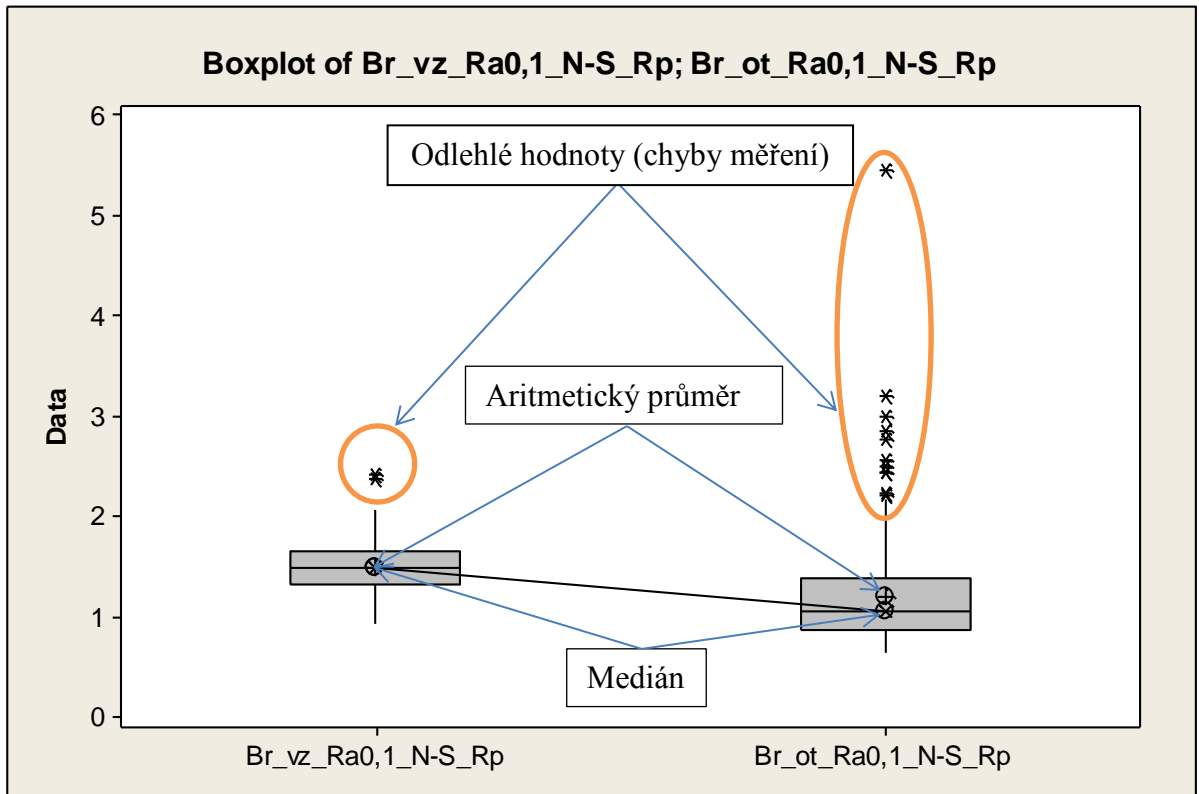 Boxplot of Br_vz_Ra0,1_N-S_Rp; Br_ot_Ra0,1_N-S_Rp
6
5
4
3
2
1
0
Data
Odlehlé hodnoty (chyby měření)
Aritmetický průměr
Medián
Br_vz_Ra0,1_N-S_Rp
Br_ot_Ra0,1_N-S_Rp